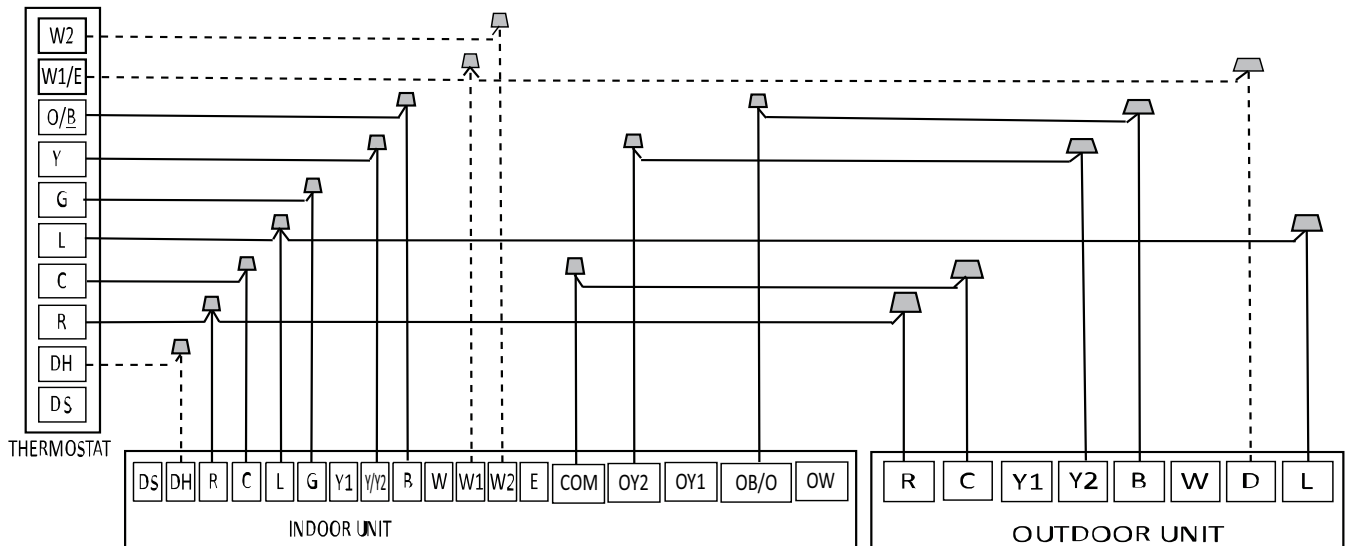 W2
W1/E
O/B
Y
G
L
C
R
DH
DS
THERMOSTAT
DS DH R C L G Y1 Y/Y2 B W W1 W2 E COM OY2 OY1 OB/O OW
INDOOR UNIT
R C Y1 Y2 B W D L
OUTDOOR UNIT